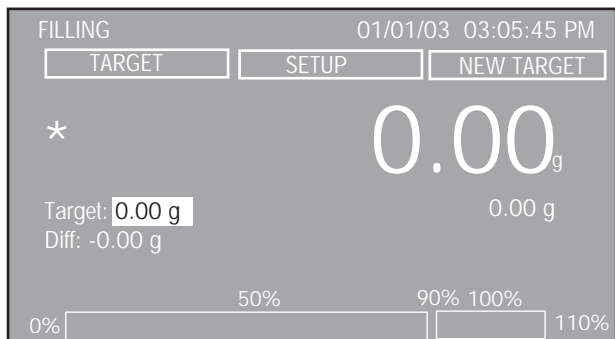 FILLING 01/01/03 03:05:45 PM
TARGET SETUP NEW TARGET
* 0.00 g
Target: 0.00 g 0.00 g
Diff: -0.00 g
50% 90% 100%
0% 110%